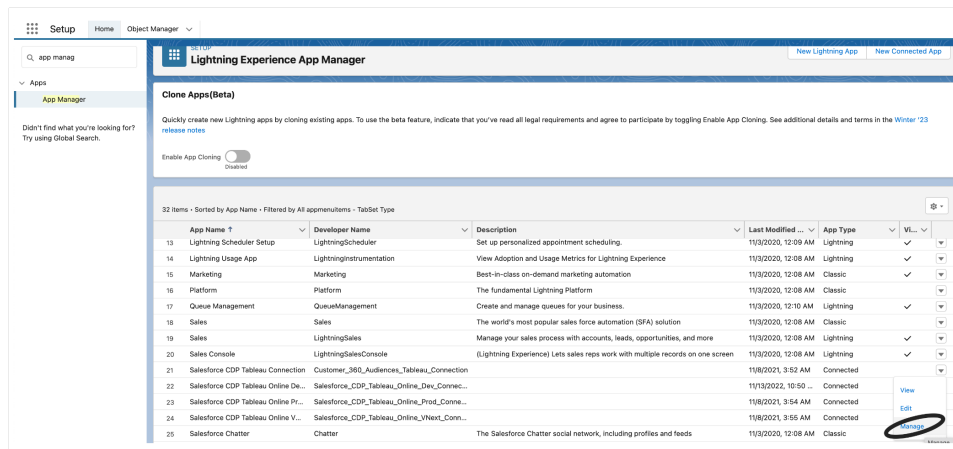 Setup Home Object Manager
app manag
Apps
App Manager
Didn't find what you're looking for?
Try using Global Search.
SETUP
Lightning Experience App Manager
New Lightning App New Connected App
Clone Apps(Beta)
Quickly create new Lightning apps by cloning existing apps. To use the beta feature, indicate that you've read all legal requirements and agree to participate by toggling Enable App Cloning. See additional details and terms in the Winter '23
release notes
Enable App Cloning
Disabled
32 items • Sorted by App Name • Filtered by All appmenuitems - TabSet Type
App Name ↑ Developer Name Description Last Modified ... App Type Vi...
13 Lightning Scheduler Setup LightningScheduler Set up personalized appointment scheduling. 11/3/2020, 12:09 AM Lightning
14 Lightning Usage App LightningInstrumentation View Adoption and Usage Metrics for Lightning Experience 11/3/2020, 12:08 AM Lightning
15 Marketing Marketing Best-in-class on-demand marketing automation 11/3/2020, 12:08 AM Classic
16 Platform Platform The fundamental Lightning Platform 11/3/2020, 12:08 AM Classic
17 Queue Management QueueManagement Create and manage queues for your business. 11/3/2020, 12:10 AM Lightning
18 Sales Sales The world's most popular sales force automation (SFA) solution 11/3/2020, 12:08 AM Classic
19 Sales LightningSales Manage your sales process with accounts, leads, opportunities, and more 11/3/2020, 12:08 AM Lightning
20 Sales Console LightningSalesConsole (Lightning Experience) Lets sales reps work with multiple records on one screen 11/3/2020, 12:08 AM Lightning
21 Salesforce CDP Tableau Connection Customer_360_Audiences_Tableau_Connection 11/8/2021, 3:52 AM Connected
22 Salesforce CDP Tableau Online De... Salesforce_CDP_Tableau_Online_Dev_Connec... 11/13/2022, 10:50 ... Connected
View
23 Salesforce CDP Tableau Online Pr... Salesforce_CDP_Tableau_Online_Prod_Conne... 11/8/2021, 3:54 AM Connected
Edit
24 Salesforce CDP Tableau Online V... Salesforce_CDP_Tableau_Online_VNext_Conn... 11/8/2021, 3:55 AM Connected
Manage
25 Salesforce Chatter Chatter The Salesforce Chatter social network, including profiles and feeds 11/3/2020, 12:08 AM Classic
Manage